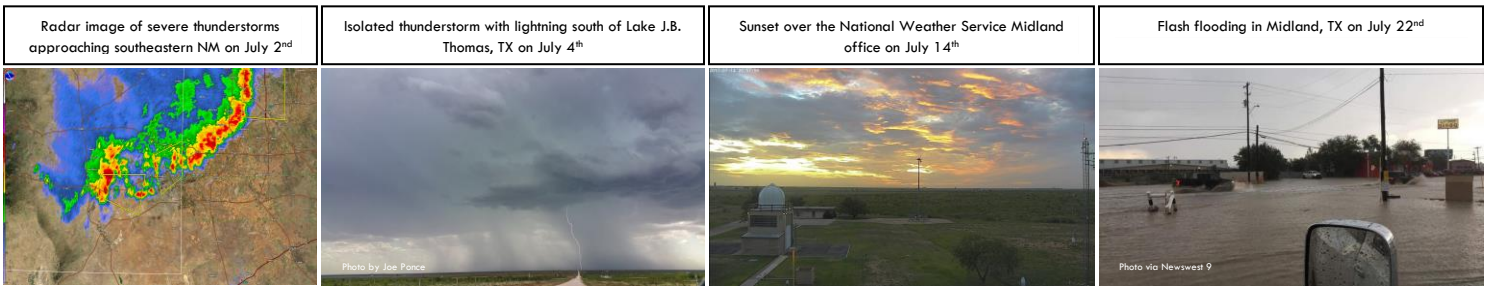 Radar image of severe thunderstorms
approaching southeastern NM on July 2nd
Isolated thunderstorm with lightning south of Lake J.B.
Thomas, TX on July 4th
Sunset over the National Weather Service Midland
office on July 14th
Flash flooding in Midland, TX on July 22nd
Photo by Joe Ponce
Photo via Newswest 9